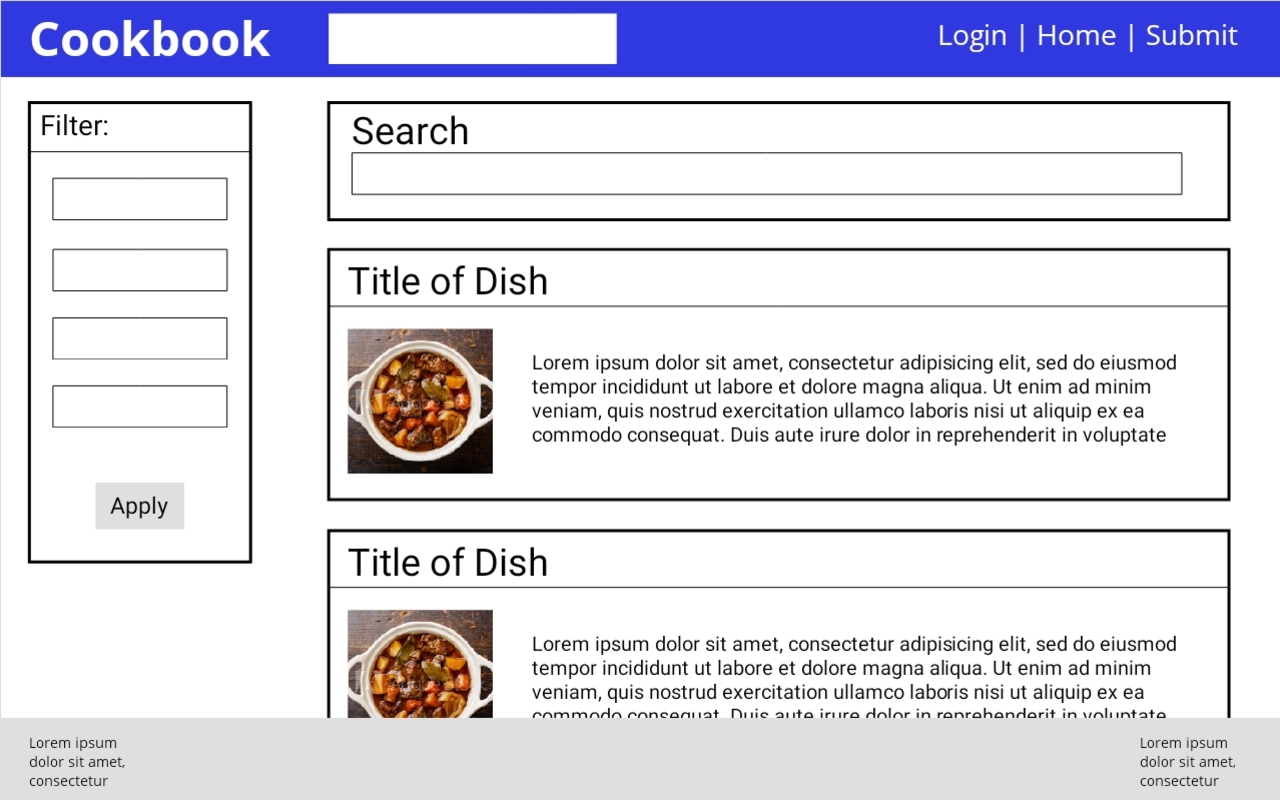 Cookbook
Login | Home | Submit
Filter:
Apply
Search
Title of Dish
Lorem ipsum dolor sit amet, consectetur adipisicing elit, sed do eiusmod
tempor incididunt ut labore et dolore magna aliqua. Ut enim ad minim
veniam, quis nostrud exercitation ullamco laboris nisi ut aliquip ex ea
commodo consequat. Duis aute irure dolor in reprehenderit in voluptate
Title of Dish
Lorem ipsum dolor sit amet, consectetur adipisicing elit, sed do eiusmod
tempor incididunt ut labore et dolore magna aliqua. Ut enim ad minim
veniam, quis nostrud exercitation ullamco laboris nisi ut aliquip ex ea
commodo consequat. Duis aute irure dolor in reprehenderit in voluptate
Lorem ipsum
dolor sit amet,
consectetur
Lorem ipsum
dolor sit amet,
consectetur